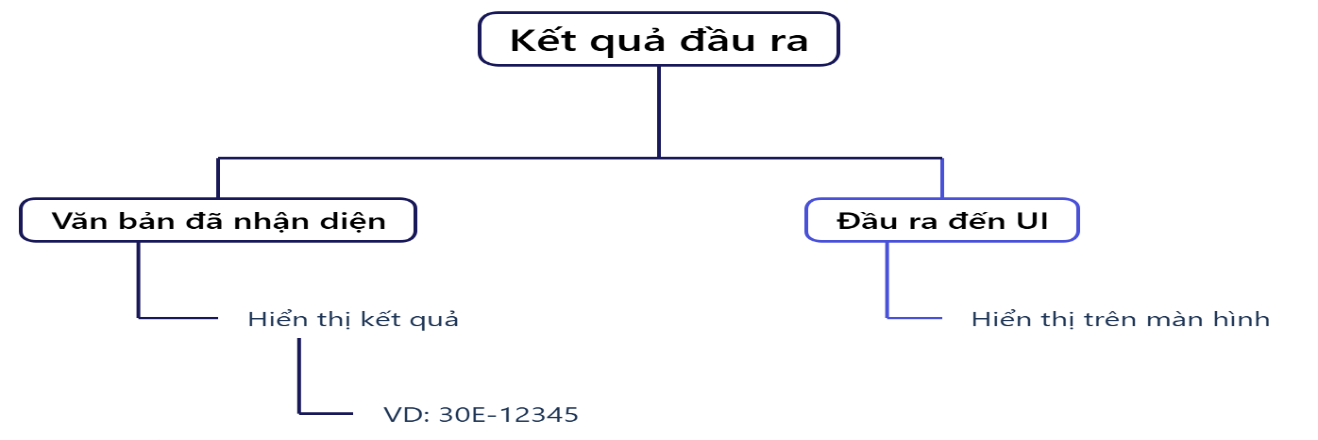 Kết quả đầu ra
Văn bản đã nhận diện
Đầu ra đến UI
Hiển thị kết quả
Hiển thị trên màn hình
VD: 30E-12345